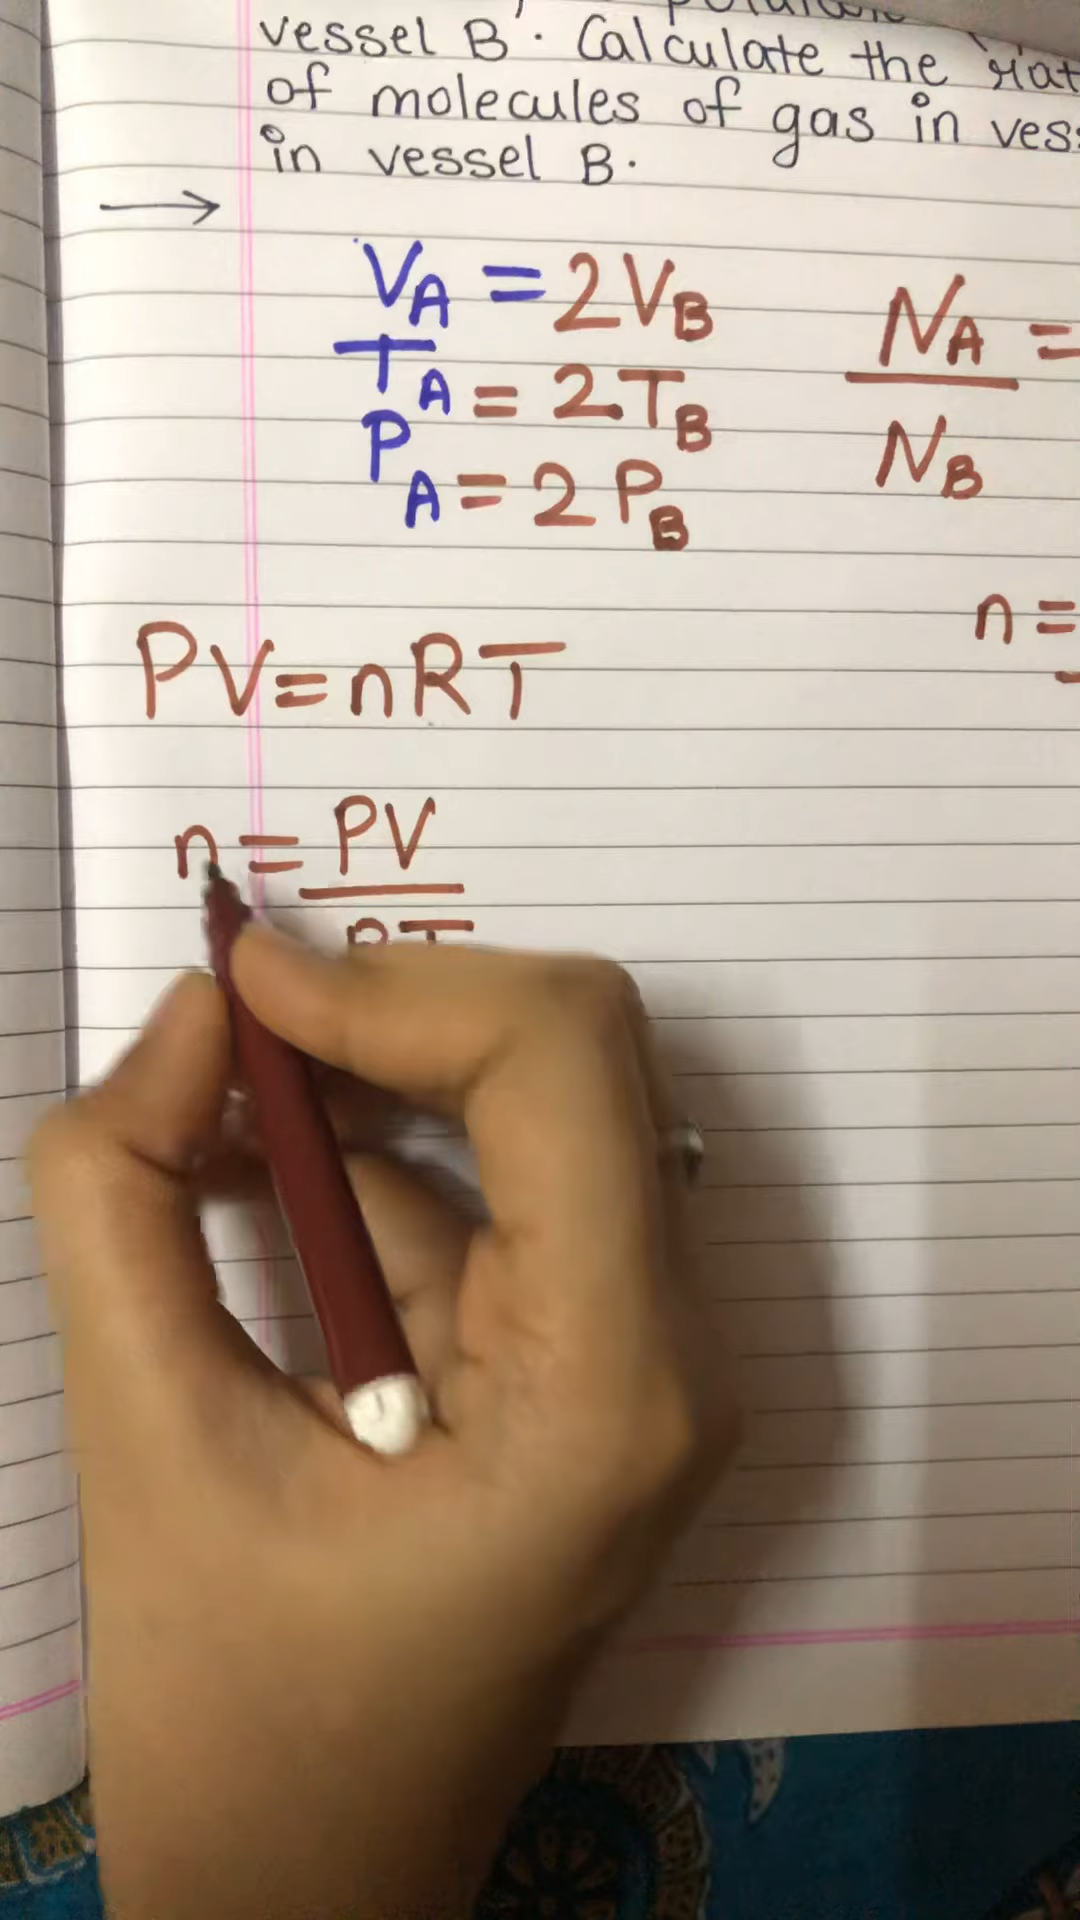 vessel B. Calculate the
of molecules of gas in
in vessel B.
→
VA = 2VB
TA = 2TB
PA = 2PB
NA =
NB
n =
PV = nRT
n = PV
RT